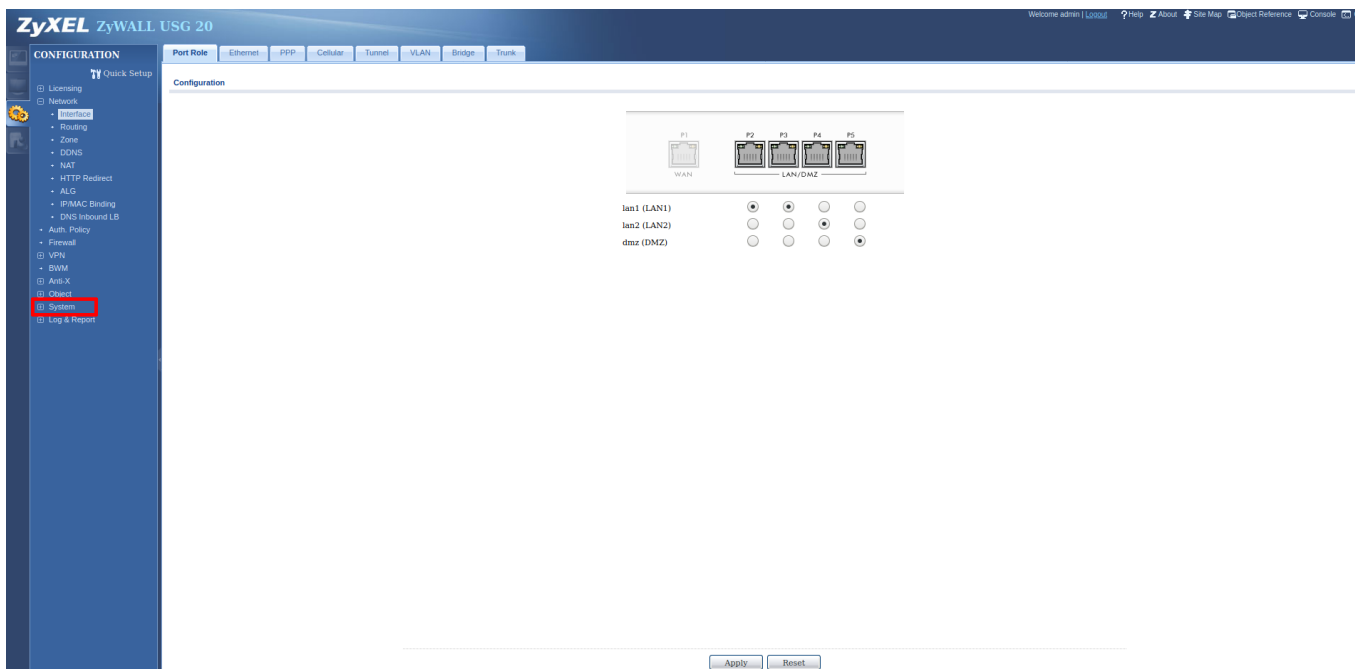 ZyXEL ZyWALL USG 20
Welcome admin | Logout ?Help Z About Site Map Object Reference Console
CONFIGURATION
Quick Setup
Licensing
Network
Interface
Routing
Zone
DDNS
NAT
HTTP Redirect
ALG
IP/MAC Binding
DNS Inbound LB
Auth. Policy
Firewall
VPN
BWM
Anti-X
Object
System
Log & Report
Port Role Ethernet PPP Cellular Tunnel VLAN Bridge Trunk
Configuration
P1 P2 P3 P4 P5
WAN LAN/DMZ
lan1 (LAN1)
lan2 (LAN2)
dmz (DMZ)
Apply Reset